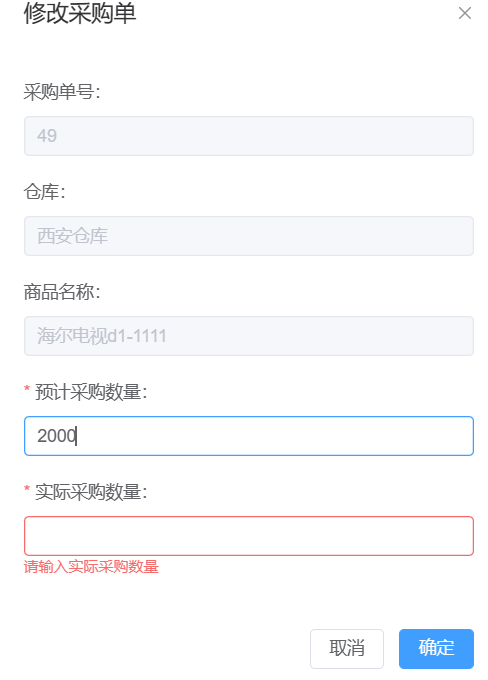 修改采购单
采购单号:
49
仓库:
西安仓库
商品名称:
海尔电视d1-1111
* 预计采购数量:
2000
* 实际采购数量:
请输入实际采购数量
取消
确定